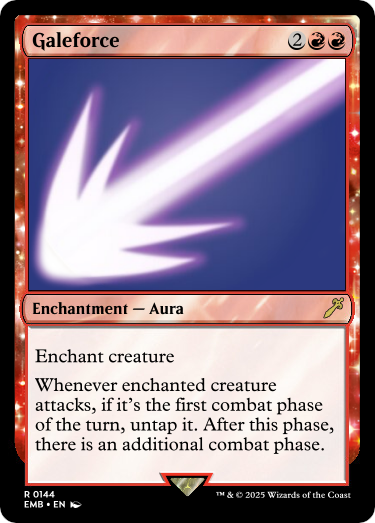 Galeforce 2
Enchantment — Aura
Enchant creature
Whenever enchanted creature
attacks, if it's the first combat phase
of the turn, untap it. After this phase,
there is an additional combat phase.
R 0144
EMB • EN
™ & © 2025 Wizards of the Coast